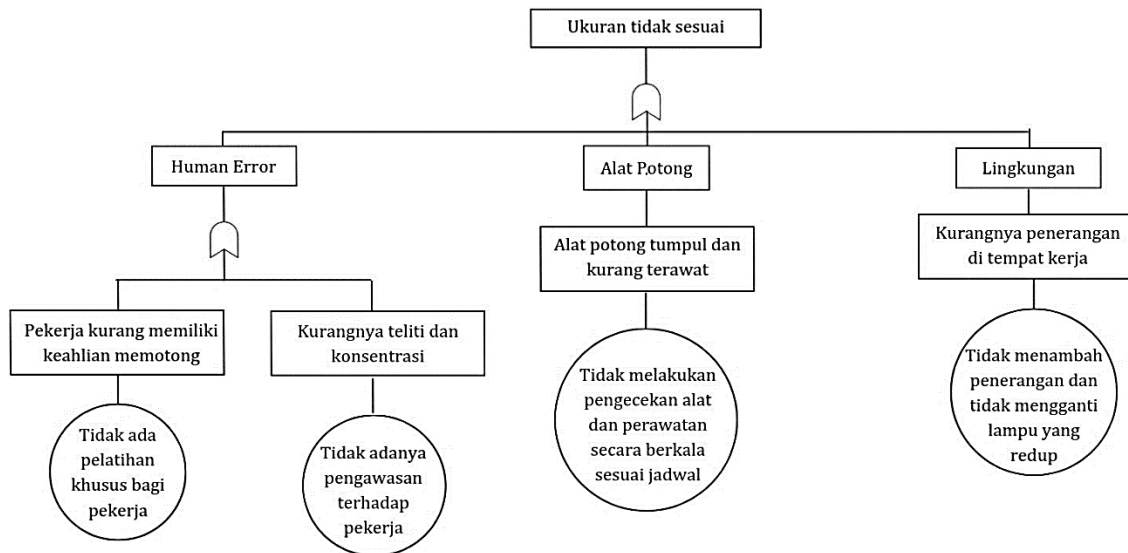 Ukuran tidak sesuai
Human Error
Alat Potong
Lingkungan
Alat potong tumpul dan
kurang terawat
Kurangnya penerangan
di tempat kerja
Pekerja kurang memiliki
keahlian memotong
Kurangnya teliti dan
konsentrasi
Tidak ada
pelatihan
khusus bagi
pekerja
Tidak adanya
pengawasan
terhadap
pekerja
Tidak melakukan
pengecekan alat
dan perawatan
secara berkala
sesuai jadwal
Tidak menambah
penerangan dan
tidak mengganti
lampu yang
redup